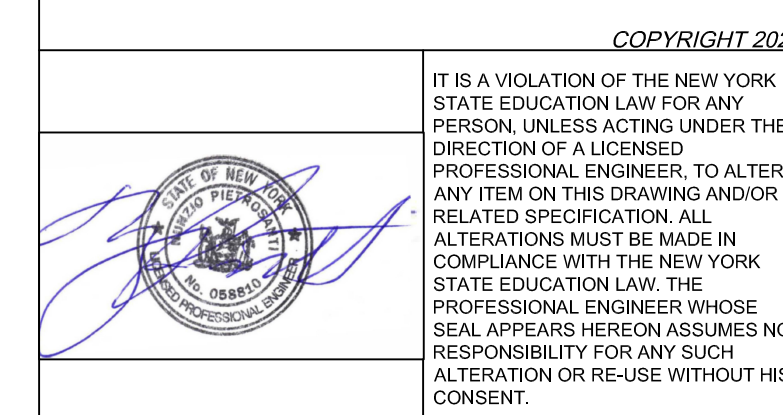 COPYRIGHT 202
IT IS A VIOLATION OF THE NEW YORK
STATE EDUCATION LAW FOR ANY
PERSON, UNLESS ACTING UNDER THE
DIRECTION OF A LICENSED
PROFESSIONAL ENGINEER, TO ALTER
ANY ITEM ON THIS DRAWING AND/OR
RELATED SPECIFICATION. ALL
ALTERATIONS MUST BE MADE IN
COMPLIANCE WITH THE NEW YORK
STATE EDUCATION LAW. THE
PROFESSIONAL ENGINEER WHOSE
SEAL APPEARS HEREON ASSUMES NO
RESPONSIBILITY FOR ANY SUCH
ALTERATION OR RE-USE WITHOUT HIS
CONSENT.
STATE OF NEW YORK
NUNZIO PIETROSANTI
No. 058810
LICENSED PROFESSIONAL ENGINEER